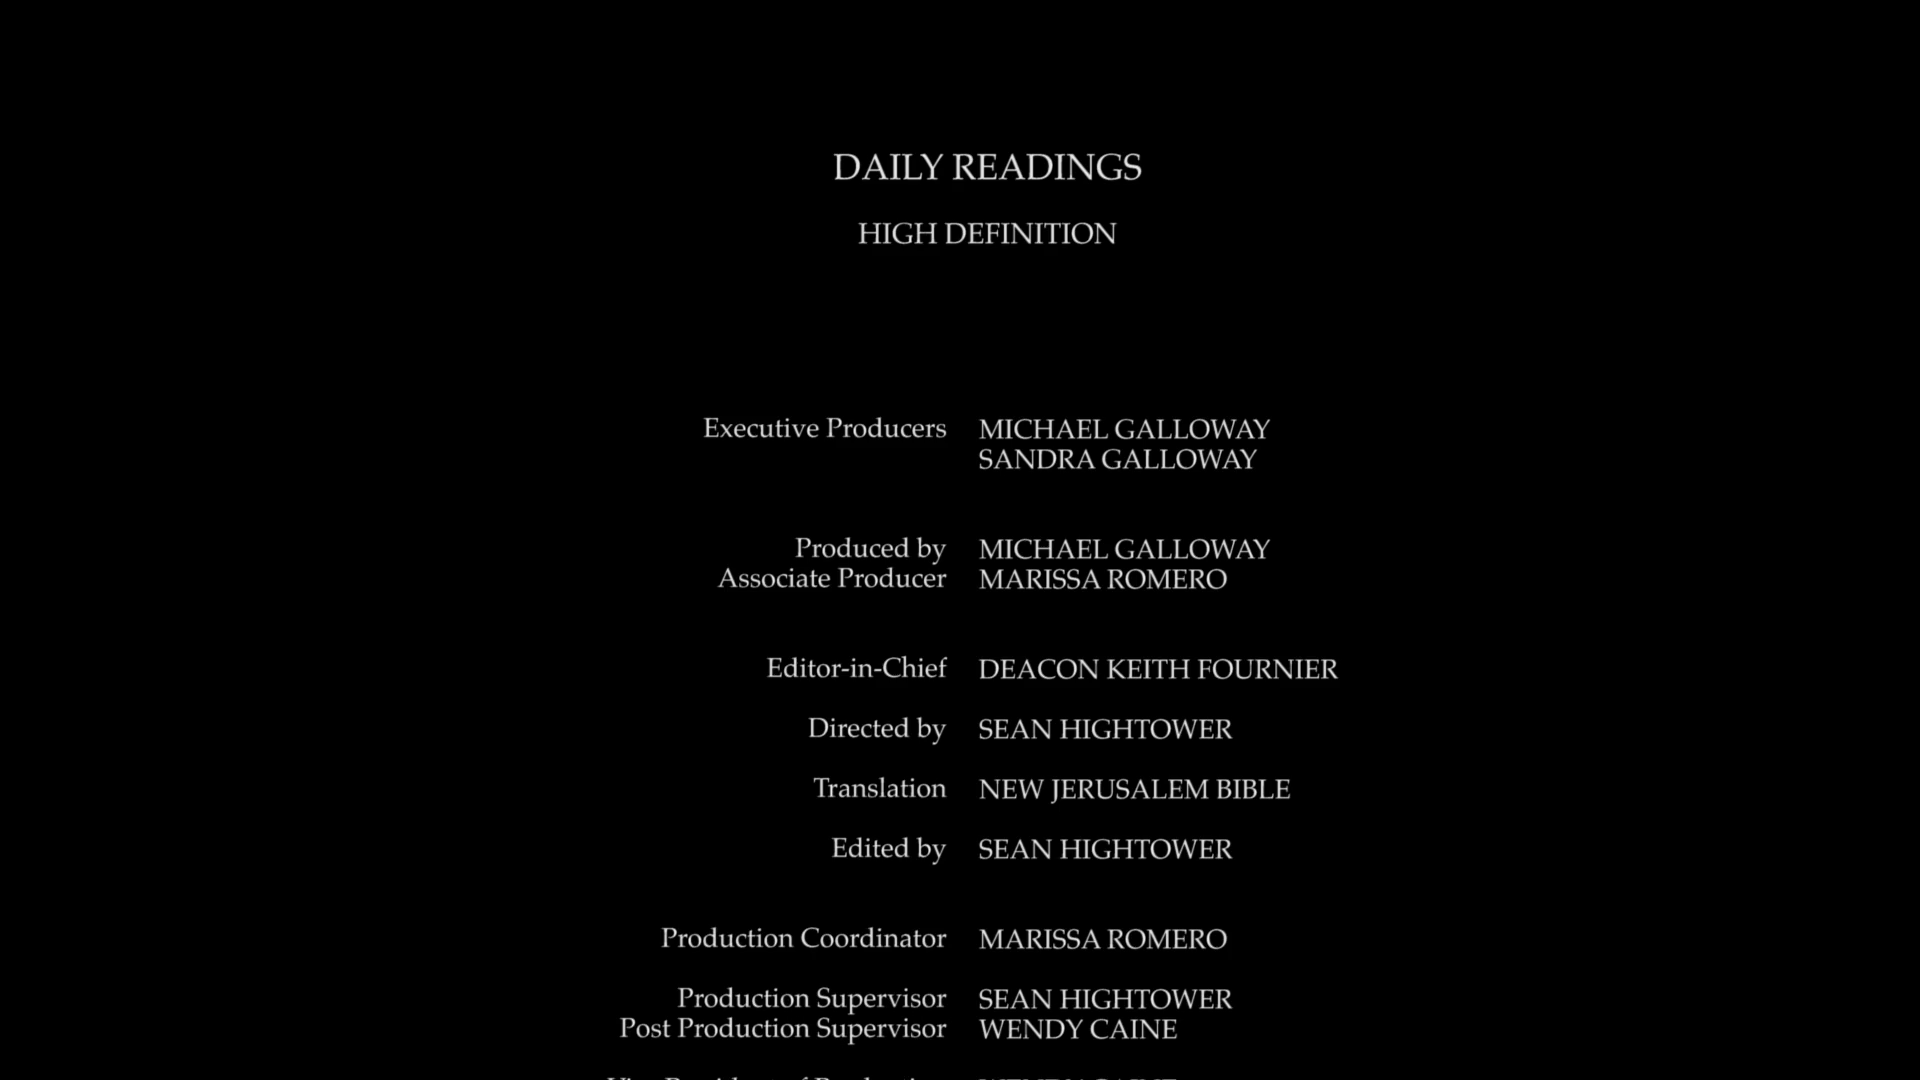 DAILY READINGS
HIGH DEFINITION
Executive Producers MICHAEL GALLOWAY
SANDRA GALLOWAY
Produced by MICHAEL GALLOWAY
Associate Producer MARISSA ROMERO
Editor-in-Chief DEACON KEITH FOURNIER
Directed by SEAN HIGHTOWER
Translation NEW JERUSALEM BIBLE
Edited by SEAN HIGHTOWER
Production Coordinator MARISSA ROMERO
Production Supervisor SEAN HIGHTOWER
Post Production Supervisor WENDY CAINE